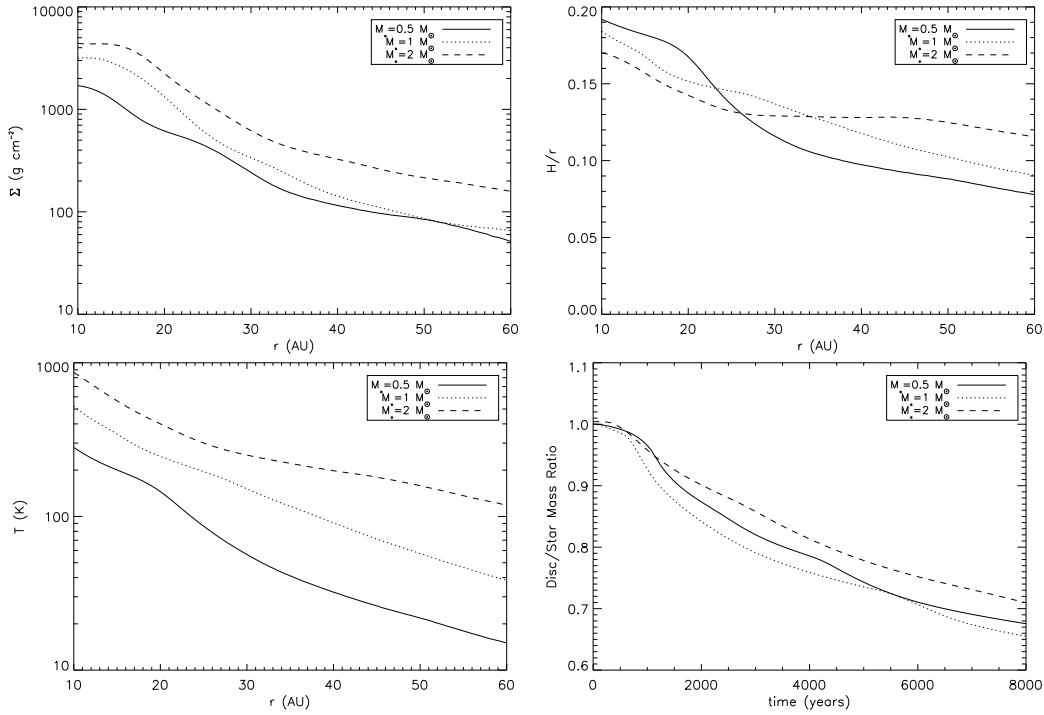 10000
1000
100
10
Σ (g cm⁻²)
10 20 30 40 50 60
r (AU)
M*=0.5 M⊙
M*=1 M⊙
M*=2 M⊙
0.20
0.15
0.10
0.05
0.00
H/r
10 20 30 40 50 60
r (AU)
M*=0.5 M⊙
M*=1 M⊙
M*=2 M⊙
1000
100
10
T (K)
10 20 30 40 50 60
r (AU)
M*=0.5 M⊙
M*=1 M⊙
M*=2 M⊙
1.1
1.0
0.9
0.8
0.7
0.6
Disc/Star Mass Ratio
0 2000 4000 6000 8000
time (years)
M*=0.5 M⊙
M*=1 M⊙
M*=2 M⊙